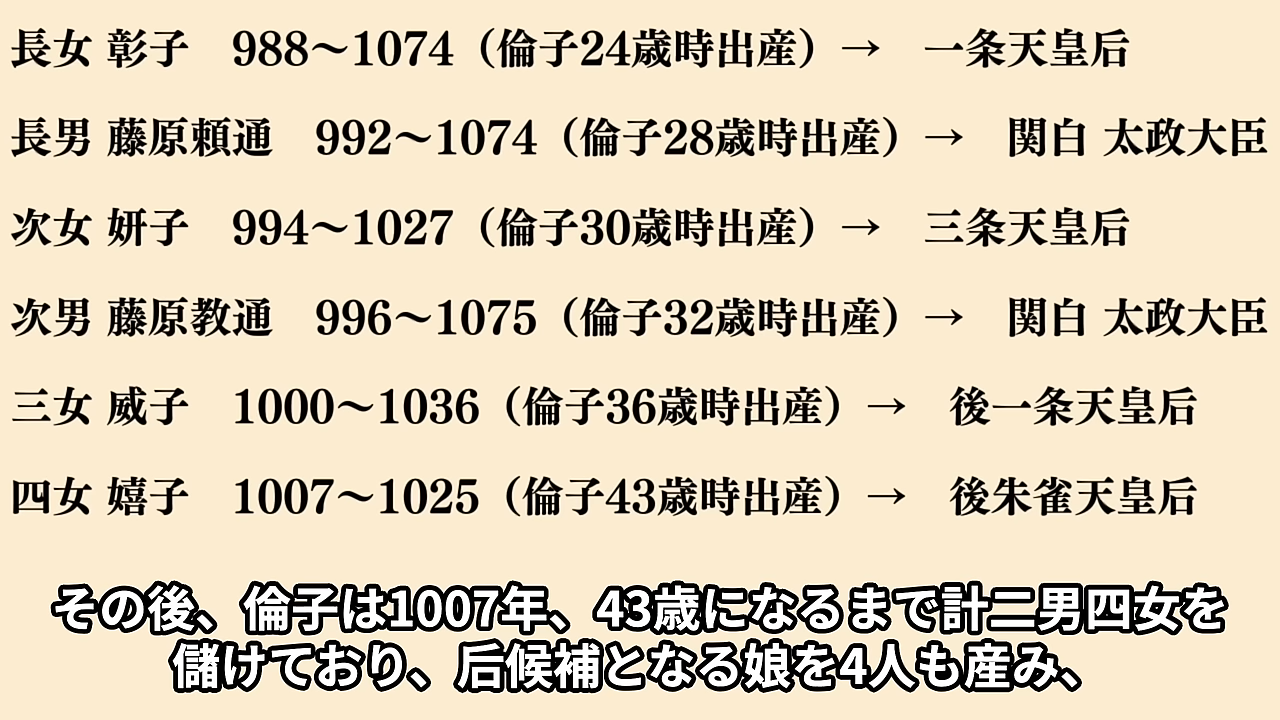 長女 彰子　988～1074（倫子24歳時出産）→　一条天皇后
長男 藤原頼通　992～1074（倫子28歳時出産）→　関白 太政大臣
次女 妍子　994～1027（倫子30歳時出産）→　三条天皇后
次男 藤原教通　996～1075（倫子32歳時出産）→　関白 太政大臣
三女 威子　1000～1036（倫子36歳時出産）→　後一条天皇后
四女 嬉子　1007～1025（倫子43歳時出産）→　後朱雀天皇后
その後、倫子は1007年、43歳になるまで計二男四女を
儲けており、后候補となる娘を4人も産み、